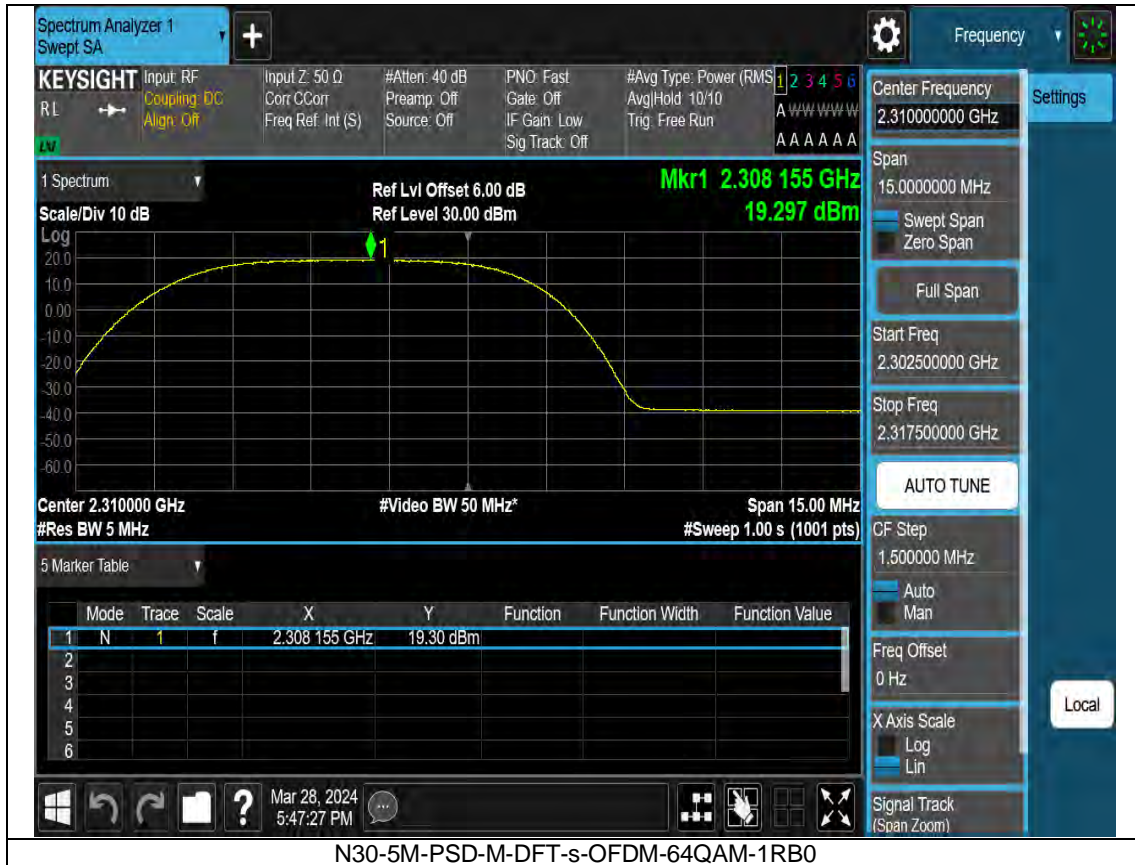 Spectrum Analyzer 1
Swept SA
+
Frequency
KEYSIGHT
RL
Input: RF
Coupling: DC
Align: Off
Input Z: 50 Ω
Corr CCorr
Freq Ref: Int (S)
#Atten: 40 dB
Preamp: Off
Source: Off
PNO: Fast
Gate: Off
IF Gain: Low
Sig Track: Off
#Avg Type: Power (RMS
Avg|Hold: 10/10
Trig: Free Run
1 2 3 4 5 6
A W W W W W
A A A A A A
Settings
Center Frequency
2.310000000 GHz
Span
15.0000000 MHz
Swept Span
Zero Span
Full Span
Start Freq
2.302500000 GHz
Stop Freq
2.317500000 GHz
AUTO TUNE
CF Step
1.500000 MHz
Auto
Man
Freq Offset
0 Hz
X Axis Scale
Log
Lin
Signal Track
(Span Zoom)
Local
1 Spectrum
Scale/Div 10 dB
Ref Lvl Offset 6.00 dB
Ref Level 30.00 dBm
Mkr1 2.308 155 GHz
19.297 dBm
Log
1
20.0
10.0
0.00
-10.0
-20.0
-30.0
-40.0
-50.0
-60.0
Center 2.310000 GHz
#Video BW 50 MHz*
Span 15.00 MHz
#Res BW 5 MHz
#Sweep 1.00 s (1001 pts)
5 Marker Table
Mode Trace Scale X Y Function Function Width Function Value
1 N 1 f 2.308 155 GHz 19.30 dBm
2
3
4
5
6
?
Mar 28, 2024
5:47:27 PM
N30-5M-PSD-M-DFT-s-OFDM-64QAM-1RB0